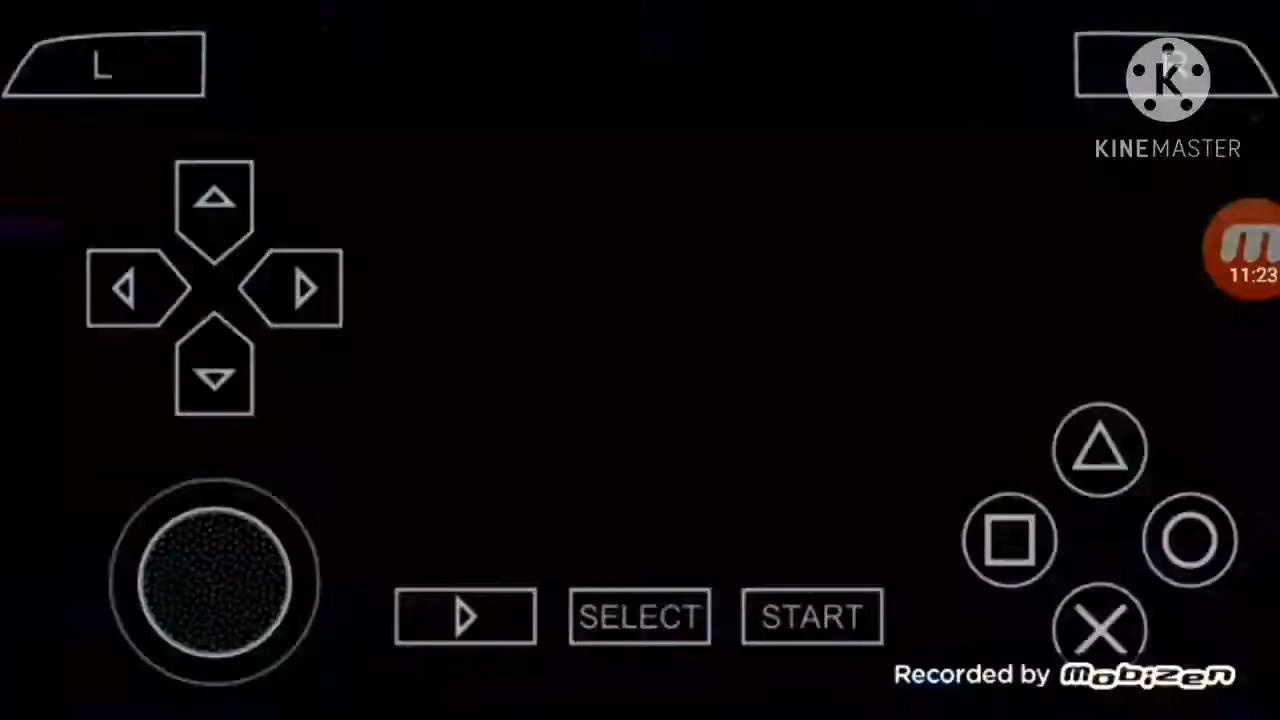 L
R
K
KINEMASTER
m
11:23
SELECT
START
Recorded by mobizen